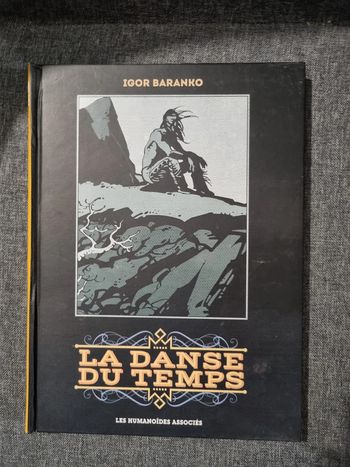 IGOR BARANKO
LA DANSE
DU TEMPS
LES HUMANOÏDES ASSOCIÉS